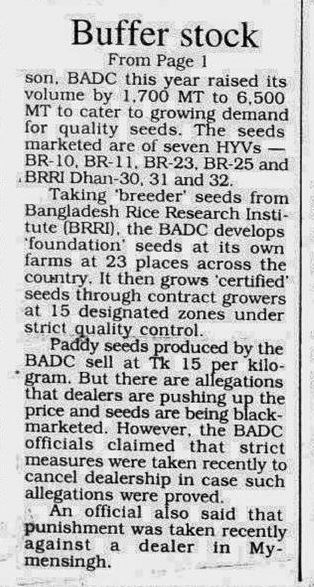 Buffer stock
From Page 1
son, BADC this year raised its
volume by 1,700 MT to 6,500
MT to cater to growing demand
for quality seeds. The seeds
marketed are of seven HYVs —
BR-10, BR-11, BR-23, BR-25 and
BRRI Dhan-30, 31 and 32.
Taking 'breeder' seeds from
Bangladesh Rice Research Insti-
tute (BRRI), the BADC develops
'foundation' seeds at its own
farms at 23 places across the
country. It then grows 'certified'
seeds through contract growers
at 15 designated zones under
strict quality control.
Paddy seeds produced by the
BADC sell at Tk 15 per kilo-
gram. But there are allegations
that dealers are pushing up the
price and seeds are being black-
marketed. However, the BADC
officials claimed that strict
measures were taken recently to
cancel dealership in case such
allegations were proved.
An official also said that
punishment was taken recently
against a dealer in My-
mensingh.